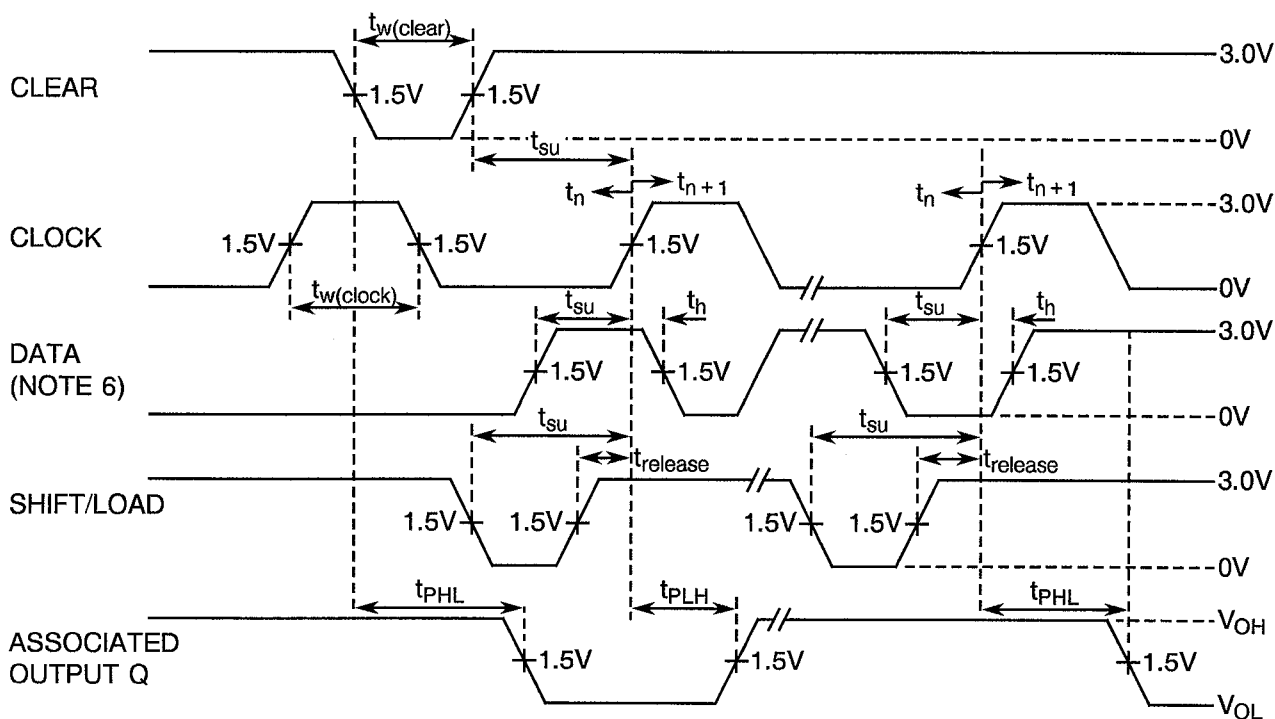 tw(clear)
CLEAR
1.5V
1.5V
3.0V
0V
tsu
tn
tn + 1
tn
tn + 1
CLOCK
1.5V
1.5V
1.5V
1.5V
3.0V
0V
tw(clock)
tsu
th
tsu
th
DATA
(NOTE 6)
1.5V
1.5V
1.5V
1.5V
3.0V
0V
tsu
trelease
tsu
trelease
SHIFT/LOAD
1.5V
1.5V
1.5V
1.5V
3.0V
0V
tPHL
tPLH
tPHL
ASSOCIATED
OUTPUT Q
1.5V
1.5V
1.5V
VOH
VOL